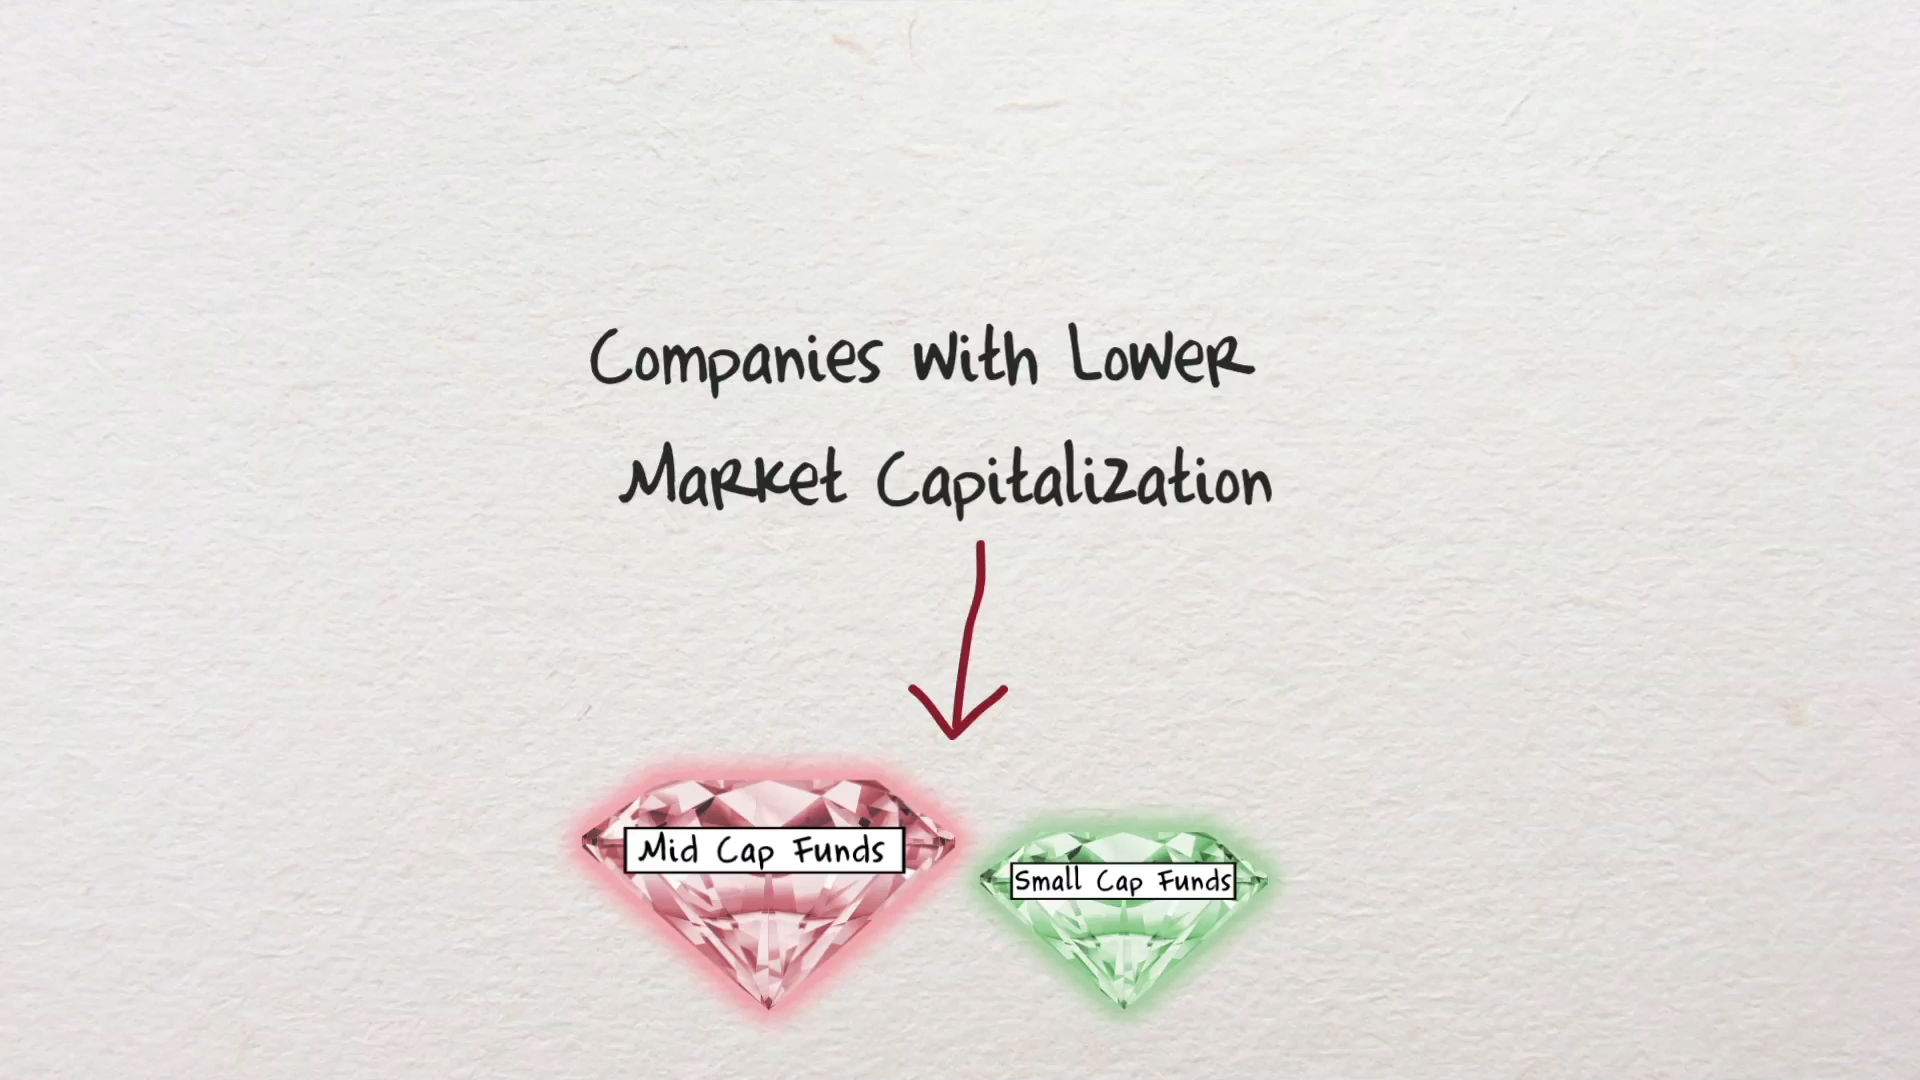 Companies with Lower
Market Capitalization
Mid Cap Funds
Small Cap Funds